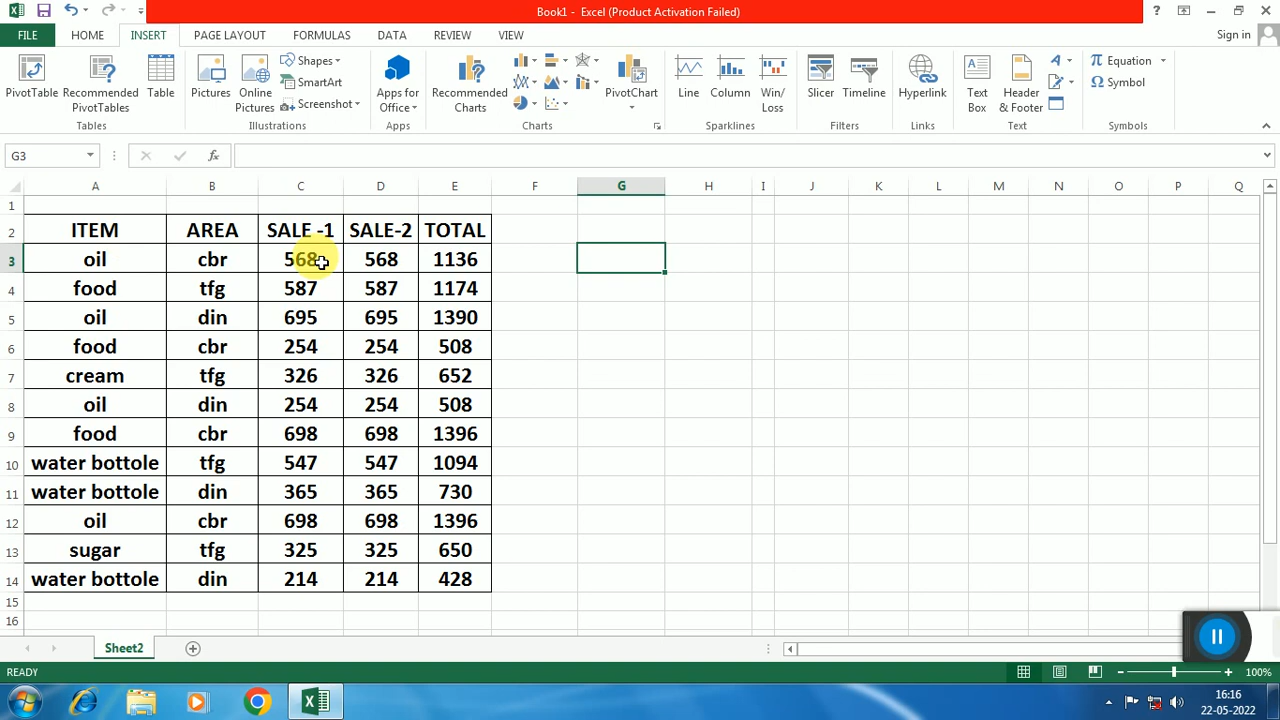 Book1 - Excel (Product Activation Failed)
?
FILE HOME INSERT PAGE LAYOUT FORMULAS DATA REVIEW VIEW Sign in
PivotTable
Recommended PivotTables
Table
Tables
Pictures
Online Pictures
Shapes
SmartArt
Screenshot
Illustrations
Apps for Office
Apps
Recommended Charts
PivotChart
Charts
Line
Column
Win/ Loss
Sparklines
Slicer
Timeline
Filters
Hyperlink
Links
Text Box
Header & Footer
Text
Equation
Symbol
Symbols
G3 fx
A B C D E F G H I J K L M N O P Q
1
2 ITEM AREA SALE -1 SALE-2 TOTAL
3 oil cbr 568 568 1136
4 food tfg 587 587 1174
5 oil din 695 695 1390
6 food cbr 254 254 508
7 cream tfg 326 326 652
8 oil din 254 254 508
9 food cbr 698 698 1396
10 water bottole tfg 547 547 1094
11 water bottole din 365 365 730
12 oil cbr 698 698 1396
13 sugar tfg 325 325 650
14 water bottole din 214 214 428
15
16
Sheet2
READY 100%
16:16
22-05-2022